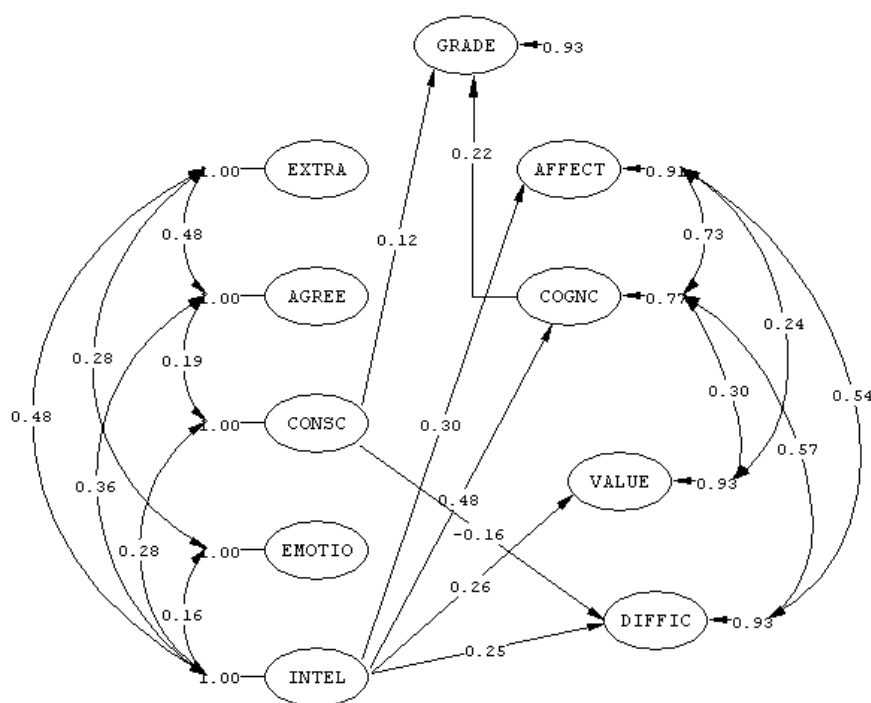 GRADE 0.93
1.00 EXTRA AFFECT 0.91
0.22
0.48 0.12 0.73
1.00 AGREE COGNC 0.77
0.24
0.28 0.19 0.30
0.54
0.48 1.00 CONSC 0.30
0.57
0.36 VALUE 0.93
0.48
0.28 -0.16
1.00 EMOTIO
0.16 0.26
DIFFIC 0.93
0.25
1.00 INTEL